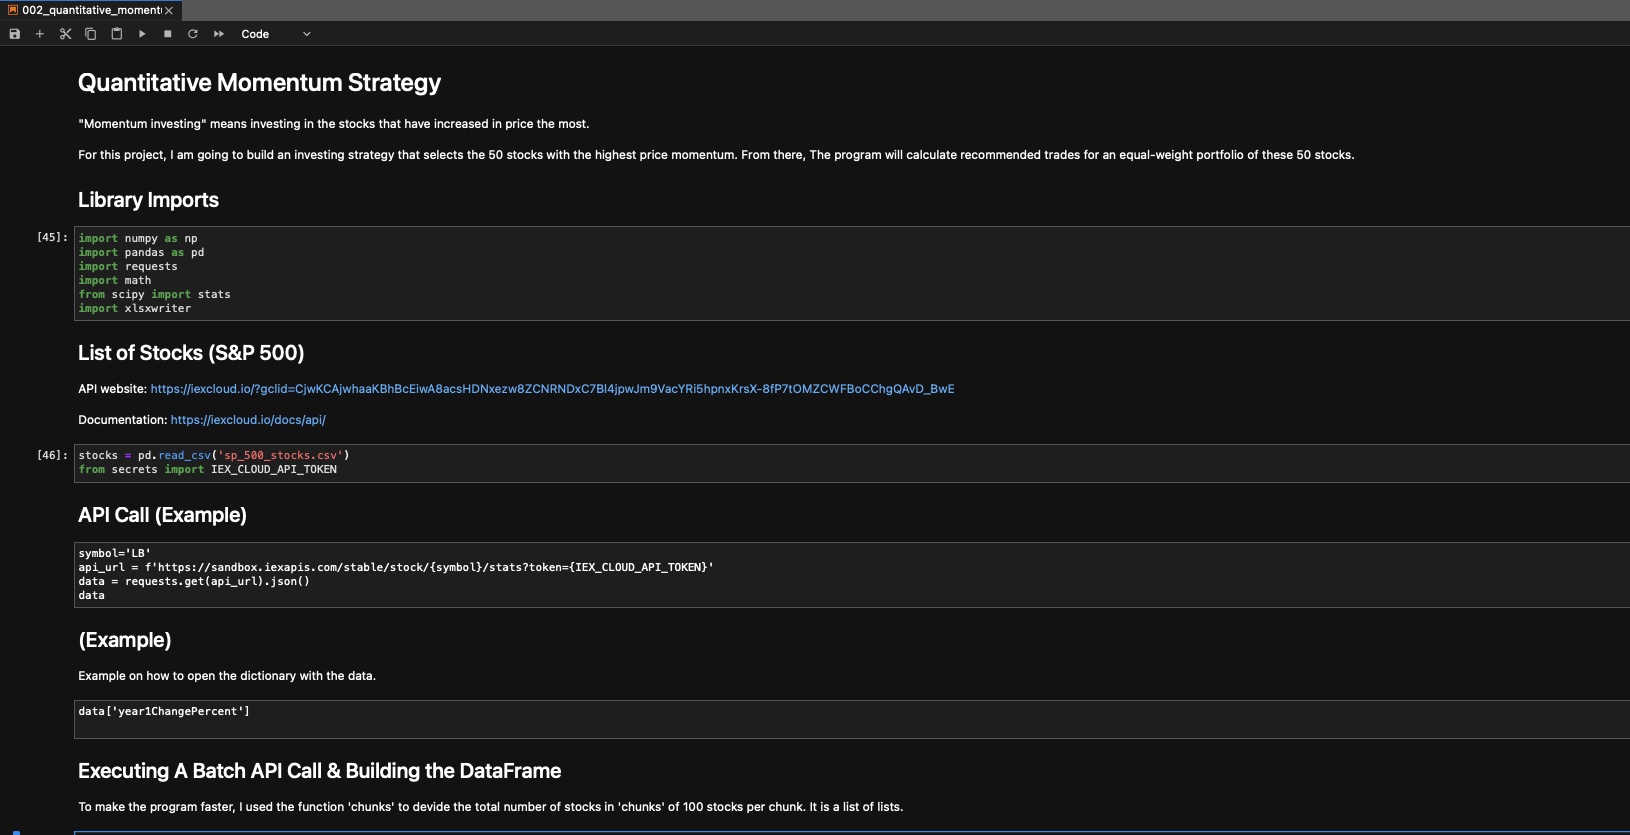 002_quantitative_moment
Code
Quantitative Momentum Strategy
"Momentum investing" means investing in the stocks that have increased in price the most.
For this project, I am going to build an investing strategy that selects the 50 stocks with the highest price momentum. From there, The program will calculate recommended trades for an equal-weight portfolio of these 50 stocks.
Library Imports
[45]: import numpy as np
import pandas as pd
import requests
import math
from scipy import stats
import xlsxwriter
List of Stocks (S&P 500)
API website: https://iexcloud.io/?gclid=CjwKCAjwhaaKBhBcEiwA8acsHDNxezw8ZCNRNDxC7Bl4jpwJm9VacYRi5hpnxKrsX-8fP7tOMZCWFBoCChgQAvD_BwE
Documentation: https://iexcloud.io/docs/api/
[46]: stocks = pd.read_csv('sp_500_stocks.csv')
from secrets import IEX_CLOUD_API_TOKEN
API Call (Example)
symbol='LB'
api_url = f'https://sandbox.iexapis.com/stable/stock/{symbol}/stats?token={IEX_CLOUD_API_TOKEN}'
data = requests.get(api_url).json()
data
(Example)
Example on how to open the dictionary with the data.
data['year1ChangePercent']
Executing A Batch API Call & Building the DataFrame
To make the program faster, I used the function 'chunks' to devide the total number of stocks in 'chunks' of 100 stocks per chunk. It is a list of lists.